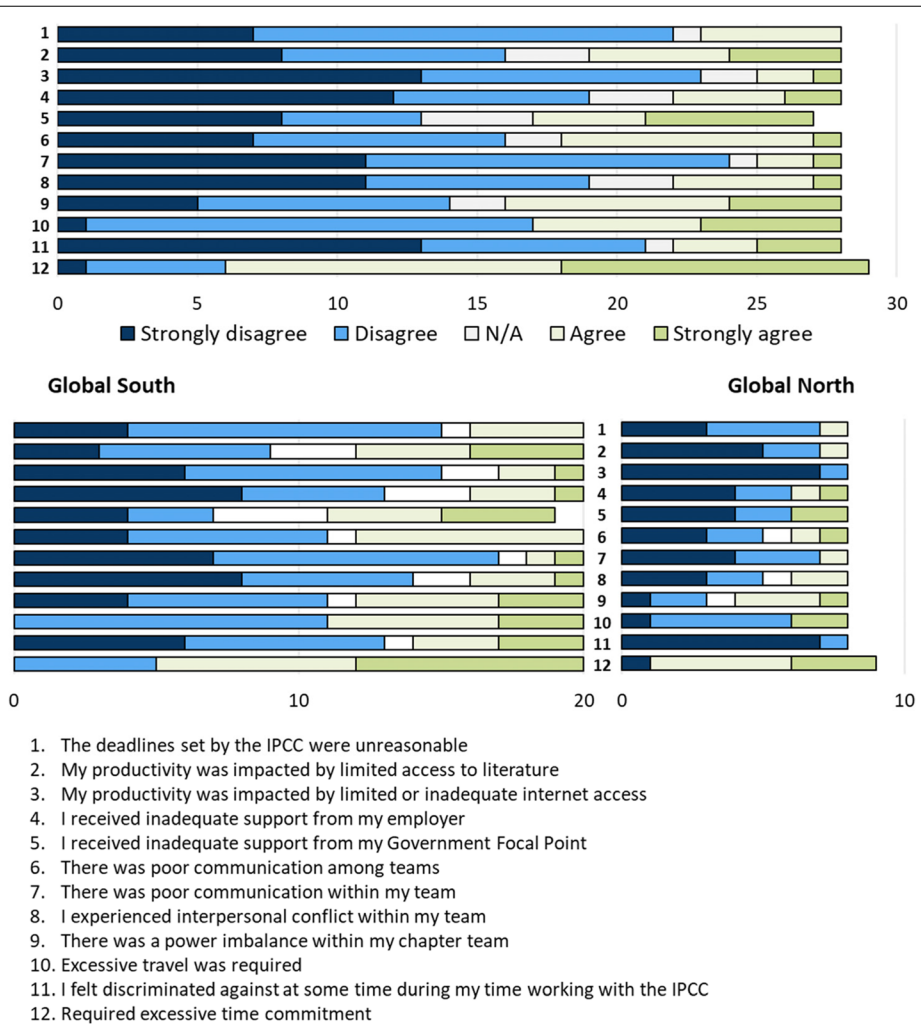 1
2
3
4
5
6
7
8
9
10
11
12
0 5 10 15 20 25 30
Strongly disagree Disagree N/A Agree Strongly agree
Global South Global North
1
2
3
4
5
6
7
8
9
10
11
12
0 10 20 0 10
1. The deadlines set by the IPCC were unreasonable
2. My productivity was impacted by limited access to literature
3. My productivity was impacted by limited or inadequate internet access
4. I received inadequate support from my employer
5. I received inadequate support from my Government Focal Point
6. There was poor communication among teams
7. There was poor communication within my team
8. I experienced interpersonal conflict within my team
9. There was a power imbalance within my chapter team
10. Excessive travel was required
11. I felt discriminated against at some time during my time working with the IPCC
12. Required excessive time commitment